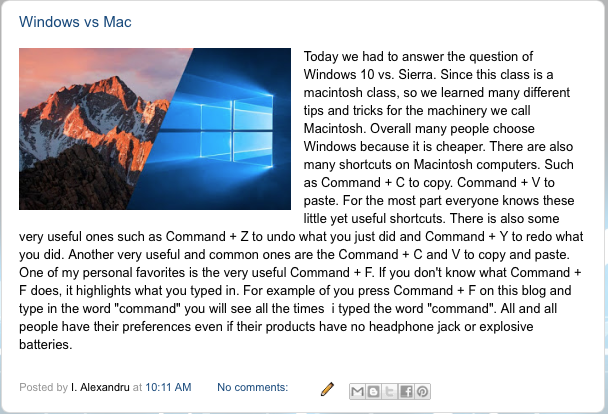 Windows vs Mac
Today we had to answer the question of
Windows 10 vs. Sierra. Since this class is a
macintosh class, so we learned many different
tips and tricks for the machinery we call
Macintosh. Overall many people choose
Windows because it is cheaper. There are also
many shortcuts on Macintosh computers. Such
as Command + C to copy. Command + V to
paste. For the most part everyone knows these
little yet useful shortcuts. There is also some
very useful ones such as Command + Z to undo what you just did and Command + Y to redo what
you did. Another very useful and common ones are the Command + C and V to copy and paste.
One of my personal favorites is the very useful Command + F. If you don't know what Command +
F does, it highlights what you typed in. For example of you press Command + F on this blog and
type in the word "command" you will see all the times  i typed the word "command". All and all
people have their preferences even if their products have no headphone jack or explosive
batteries.
Posted by I. Alexandru at 10:11 AM No comments: